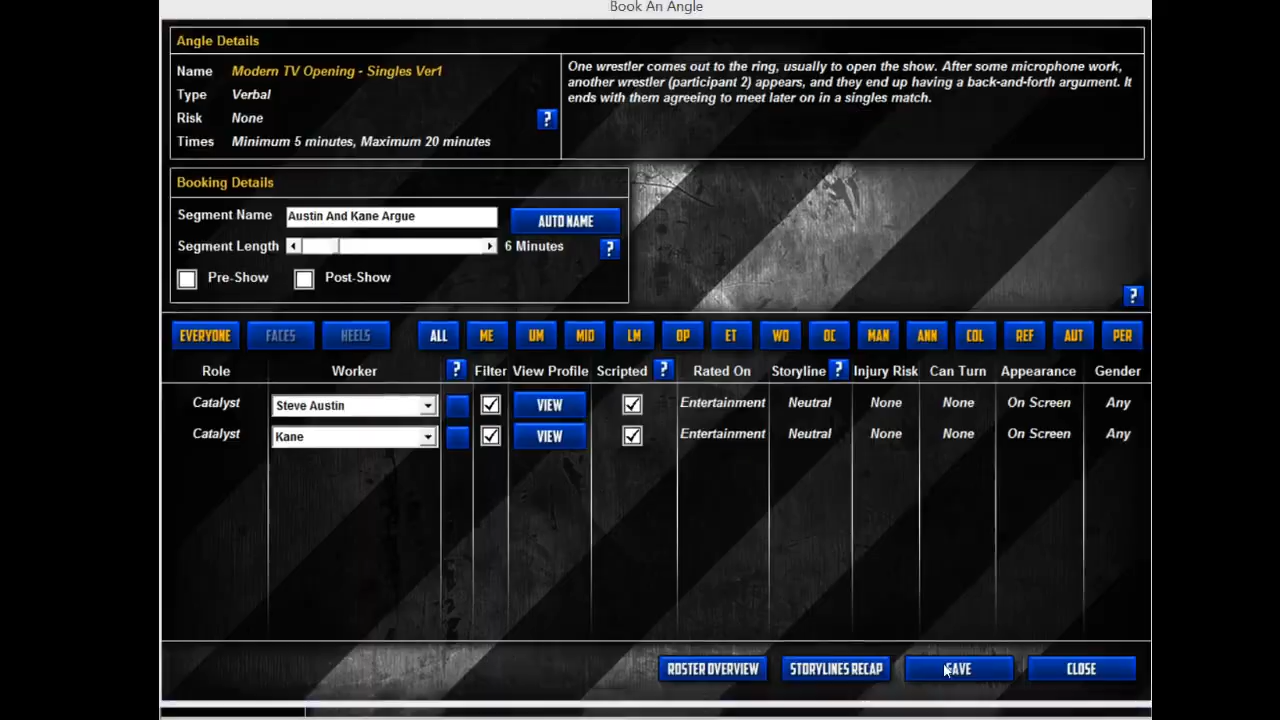 Book An Angle
Angle Details
Name Modern TV Opening - Singles Ver1
Type Verbal
Risk None
?
Times Minimum 5 minutes, Maximum 20 minutes
One wrestler comes out to the ring, usually to open the show. After some microphone work,
another wrestler (participant 2) appears, and they end up having a back-and-forth argument. It
ends with them agreeing to meet later on in a singles match.
Booking Details
Segment Name Austin And Kane Argue AUTO NAME
Segment Length 6 Minutes ?
Pre-Show Post-Show
?
EVERYONE FACES HEELS ALL ME UM MID LM OP ET WO OC MAN ANN COL REF AUT PER
Role Worker ? Filter View Profile Scripted ? Rated On Storyline ? Injury Risk Can Turn Appearance Gender
Catalyst Steve Austin VIEW Entertainment Neutral None None On Screen Any
Catalyst Kane VIEW Entertainment Neutral None None On Screen Any
ROSTER OVERVIEW STORYLINES RECAP SAVE CLOSE